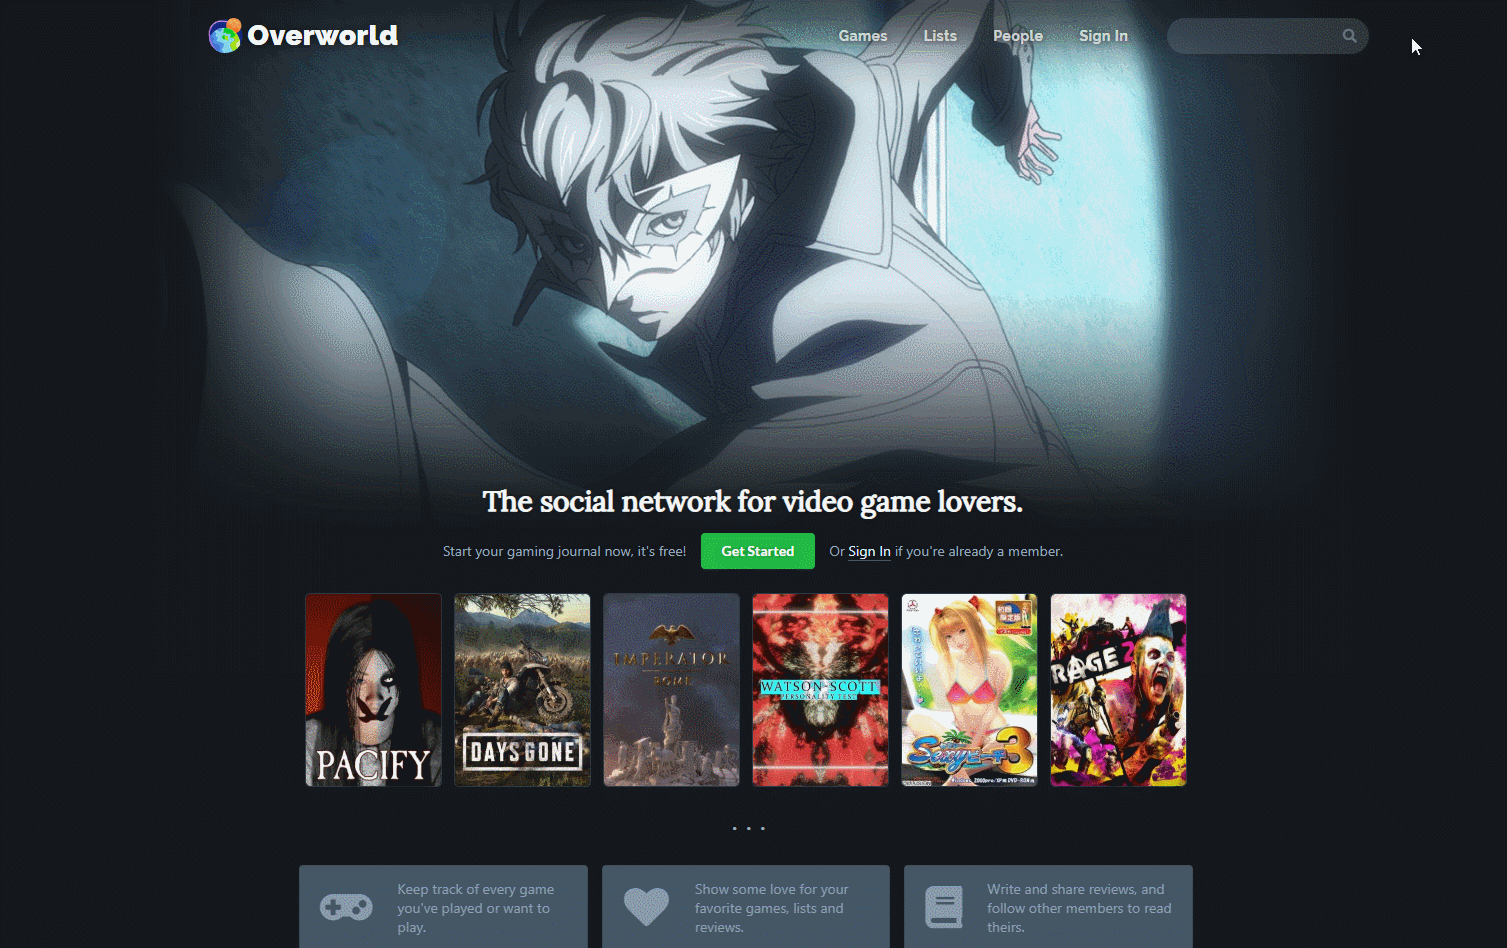 Overworld
Games
Lists
People
Sign In
The social network for video game lovers.
Start your gaming journal now, it's free!
Get Started
Or Sign In if you're already a member.
PACIFY
DAYS GONE
IMPERATOR
ROME
WATSON-SCOTT
PERSONALITY TEST
3
RAGE 2
Keep track of every game
you've played or want to
play.
Show some love for your
favorite games, lists and
reviews.
Write and share reviews, and
follow other members to read
theirs.